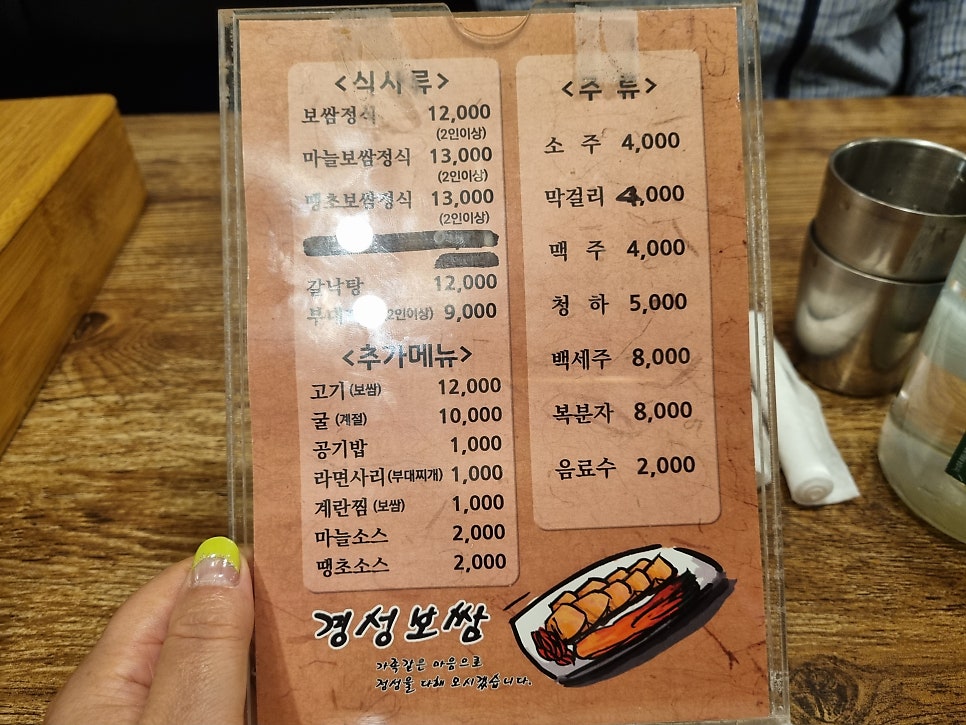 <식사류>
보쌈정식 12,000
(2인이상)
마늘보쌈정식 13,000
(2인이상)
땡초보쌈정식 13,000
(2인이상)
갈낙탕 12,000
(2인이상) 9,000
<추가메뉴>
고기 (보쌈) 12,000
굴 (계절) 10,000
공기밥 1,000
라면사리 (부대찌개) 1,000
계란찜 (보쌈) 1,000
마늘소스 2,000
땡초소스 2,000
<주 류>
소 주 4,000
막걸리 4,000
맥 주 4,000
청 하 5,000
백세주 8,000
복분자 8,000
음료수 2,000
경성보쌈
가족같은 마음으로
정성을 다해 모시겠습니다.